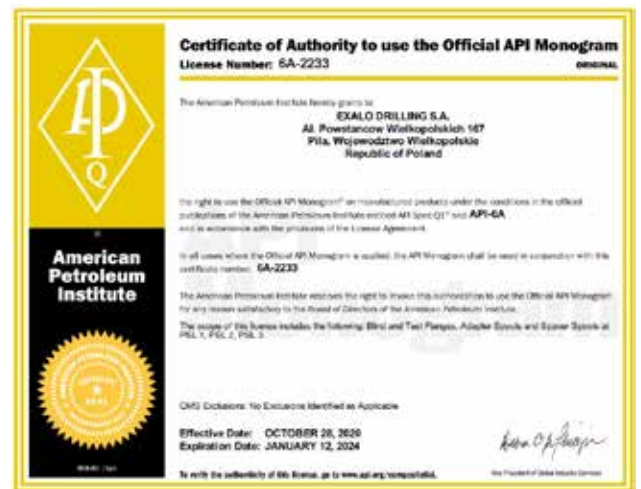 Certificate of Authority to use the Official API Monogram
License Number: 6A-2233
ORIGINAL
The American Petroleum Institute hereby grants to
EXALO DRILLING S.A.
Al. Powstancow Wielkopolskich 167
Pila, Wojewodztwo Wielkopolskie
Republic of Poland
the right to use the Official API Monogram® on manufactured products under the conditions in the official
publications of the American Petroleum Institute entitled API Spec Q1® and API-6A
and in accordance with the provisions of the License Agreement.
In all cases where the Official API Monogram is applied, the API Monogram shall be used in conjunction with this
certificate number: 6A-2233
The American Petroleum Institute reserves the right to revoke this authorization to use the Official API Monogram
for any reason satisfactory to the Board of Directors of the American Petroleum Institute.
The scope of this license includes the following: Blind and Test Flanges, Adapter Spools and Spacer Spools at
PSL 1, PSL 2, PSL 3
QMS Exclusions: No Exclusions Identified as Applicable
Effective Date: OCTOBER 28, 2020
Expiration Date: JANUARY 12, 2024
To verify the authenticity of this license, go to www.api.org/compositelist.
Vice President of Global Industry Services
API
Q
®
American
Petroleum
Institute